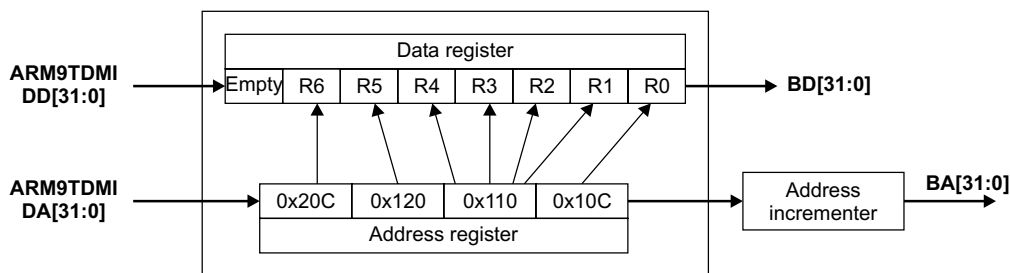 Data register
ARM9TDMI
DD[31:0]
Empty R6 R5 R4 R3 R2 R1 R0
BD[31:0]
ARM9TDMI
DA[31:0]
0x20C 0x120 0x110 0x10C
Address register
Address
incrementer
BA[31:0]